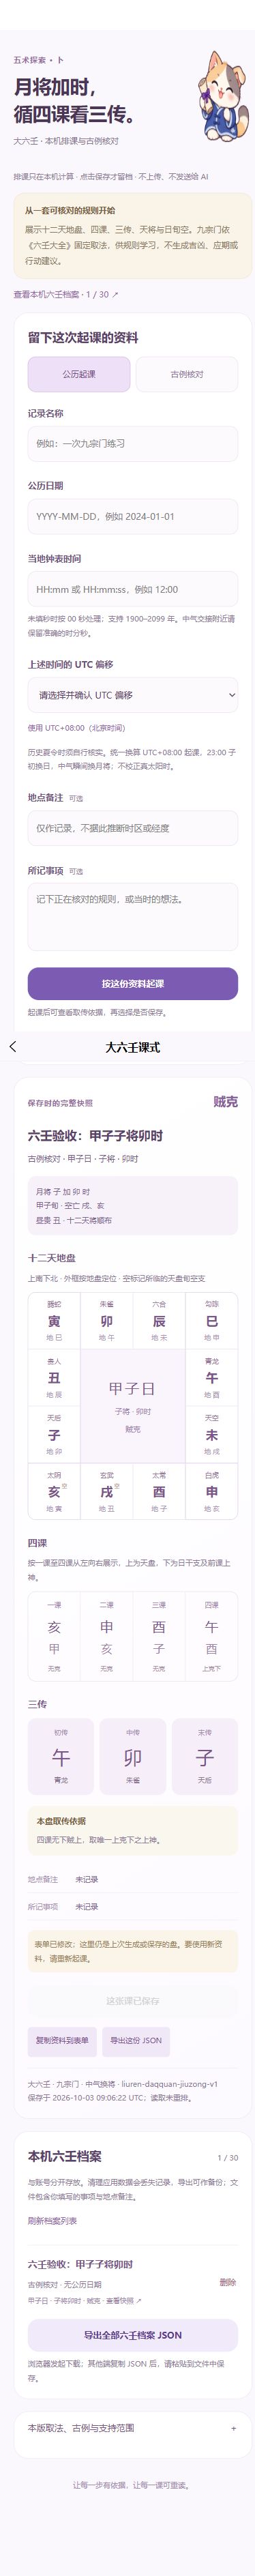 五术探索·卜
月将加时，
循四课看三传。
大六壬 · 本机排课与古例核对
排课只在本机计算 · 点击保存才留档 · 不上传、不发送给 AI
从一套可核对的规则开始
展示十二天地盘、四课、三传、天将与日旬空。九宗门依
《六壬大全》固定取法，供规则学习，不生成吉凶、应期或
行动建议。
查看本机六壬档案 · 1 / 30 ↗
留下这次起课的资料
公历起课
古例核对
记录名称
例如：一次九宗门练习
公历日期
YYYY-MM-DD，例如 2024-01-01
当地钟表时间
HH:mm 或 HH:mm:ss，例如 12:00
未填秒时按 00 秒处理；支持 1900–2099 年。中气交接附近请
保留准确的时分秒。
上述时间的 UTC 偏移
请选择并确认 UTC 偏移
使用 UTC+08:00（北京时间）
历史夏令时须自行核实。统一换算 UTC+08:00 起课，23:00 子
初换日，中气瞬间换月将；不校正真太阳时。
地点备注 可选
仅作记录，不据此推断时区或经度
所记事项 可选
记下正在核对的规则，或当时的想法。
按这份资料起课
起课后可查看取传依据，再选择是否保存。
大六壬课式
保存时的完整快照
贼克
六壬验收：甲子子将卯时
古例核对 · 甲子日 · 子将 · 卯时
月将 子 加 卯 时
甲子旬 · 空亡 戌、亥
昼贵 丑 · 十二天将顺布
十二天地盘
上南下北 · 外框按地盘定位 · 空标记所临的天盘旬空支
螣蛇 朱雀 六合 勾陈
寅 卯 辰 巳
地 巳 地 午 地 未 地 申
贵人 青龙
丑 午
地 辰 地 酉
甲子日
子将 · 卯时
贼克
天后 天空
子 未
地 卯 地 戌
太阴 玄武 太常 白虎
亥空 戌空 酉 申
地 寅 地 丑 地 子 地 亥
四课
按一课至四课从左向右展示，上为天盘，下为日干支及前课上
神。
一课 二课 三课 四课
亥 申 酉 午
甲 亥 子 酉
无克 无克 无克 上克下
三传
初传 中传 末传
午 卯 子
青龙 朱雀 天后
本盘取传依据
四课无下贼上，取唯一上克下之上神。
地点备注 未记录
所记事项 未记录
表单已修改；这里仍是上次生成或保存的盘。要使用新资
料，请重新起课。
这张课已保存
复制资料到表单
导出这份 JSON
大六壬 · 九宗门 · 中气换将 · liuren-daquan-jiuzong-v1
保存于 2026-10-03 09:06:22 UTC；读取未重排。
本机六壬档案
1 / 30
与账号分开存放。清理应用数据会丢失记录，导出可作备份；文
件包含你填写的事项与地点备注。
刷新档案列表
六壬验收：甲子子将卯时
古例核对 · 无公历日期
甲子日 · 子将卯时 · 贼克 · 查看快照 ↗
删除
导出全部六壬档案 JSON
浏览器发起下载；其他端复制 JSON 后，请粘贴到文件中保
存。
本版取法、古例与支持范围
+
让每一步有依据，让每一课可重读。